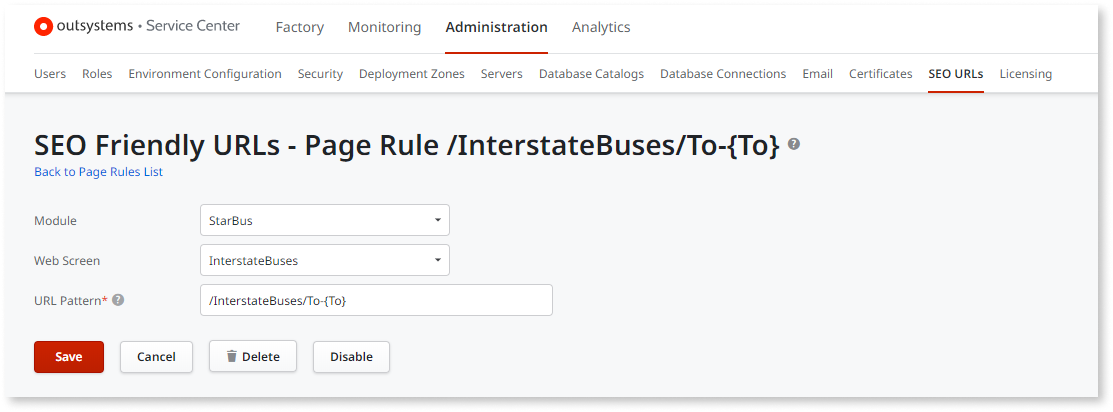 outsystems • Service Center Factory Monitoring Administration Analytics
Users Roles Environment Configuration Security Deployment Zones Servers Database Catalogs Database Connections Email Certificates SEO URLs Licensing
SEO Friendly URLs - Page Rule /InterstateBuses/To-{To} ?
Back to Page Rules List
Module StarBus
Web Screen InterstateBuses
URL Pattern* ? /InterstateBuses/To-{To}
Save Cancel Delete Disable